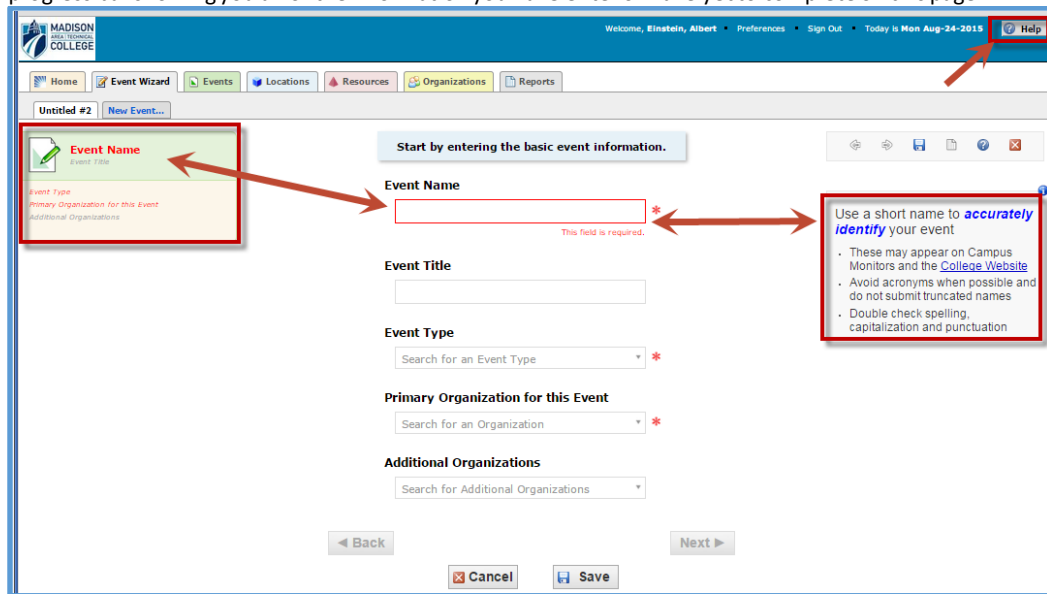 MADISON
AREA TECHNICAL
COLLEGE
Welcome, Einstein, Albert • Preferences • Sign Out • Today is Mon Aug-24-2015
Help
Home
Event Wizard
Events
Locations
Resources
Organizations
Reports
Untitled #2
New Event...
Event Name
Event Title
Event Type
Primary Organization for this Event
Additional Organizations
Start by entering the basic event information.
Event Name
*
This field is required.
Event Title
Event Type
Search for an Event Type
*
Primary Organization for this Event
Search for an Organization
*
Additional Organizations
Search for Additional Organizations
Use a short name to accurately
identify your event
• These may appear on Campus
Monitors and the College Website
• Avoid acronyms when possible and
do not submit truncated names
• Double check spelling,
capitalization and punctuation
Back
Next
Cancel
Save